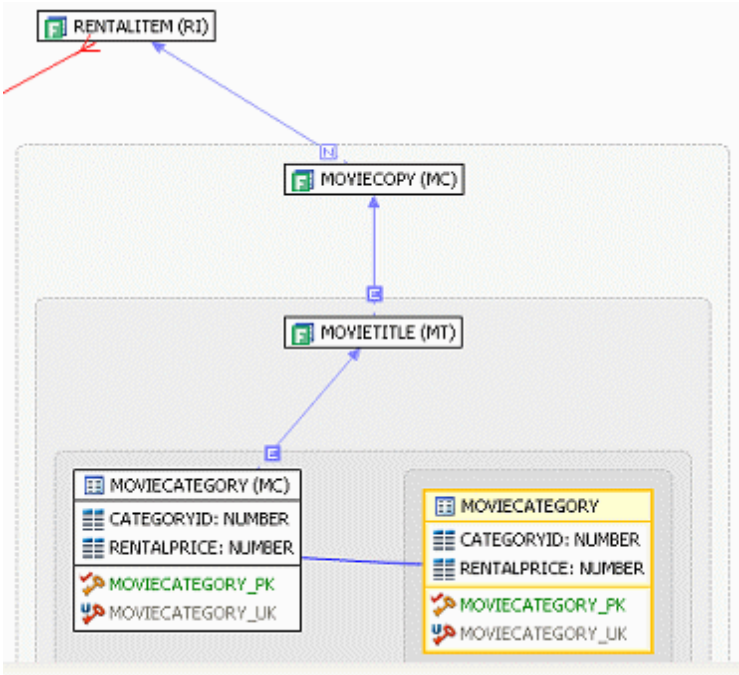 RENTALITEM (RI)
N
MOVIECOPY (MC)
E
MOVIETITLE (MT)
E
MOVIECATEGORY (MC)
CATEGORYID: NUMBER
RENTALPRICE: NUMBER
MOVIECATEGORY_PK
MOVIECATEGORY_UK
MOVIECATEGORY
CATEGORYID: NUMBER
RENTALPRICE: NUMBER
MOVIECATEGORY_PK
MOVIECATEGORY_UK